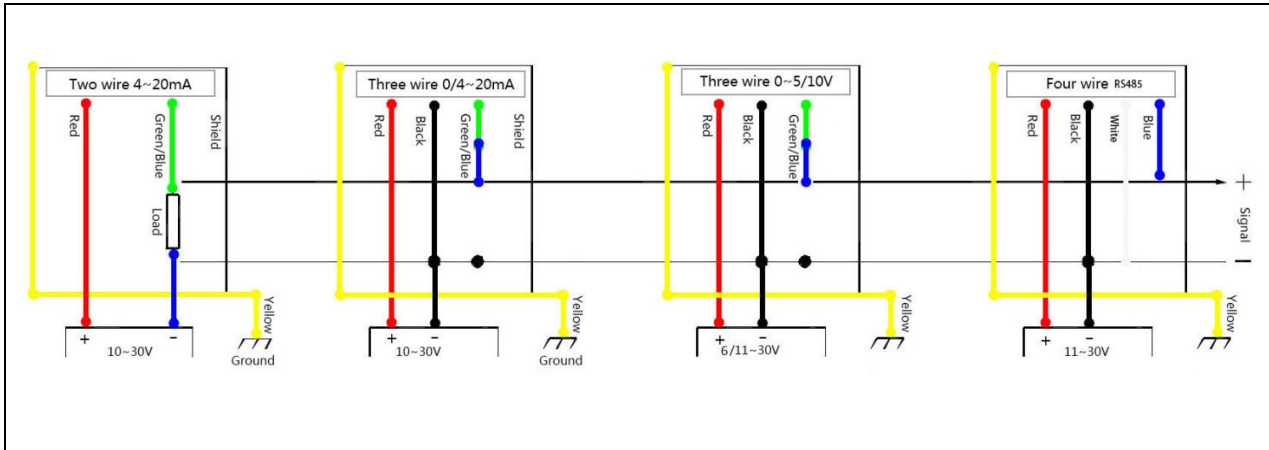 Two wire 4~20mA
Red
Green/Blue
Shield
Load
Yellow
+
−
10~30V
Ground
Three wire 0/4~20mA
Red
Black
Green/Blue
Shield
Yellow
+
−
10~30V
Ground
Three wire 0~5/10V
Red
Black
Green/Blue
Yellow
+
−
6/11~30V
Four wire RS485
Red
Black
White
Blue
Yellow
+
−
11~30V
+
Signal
−